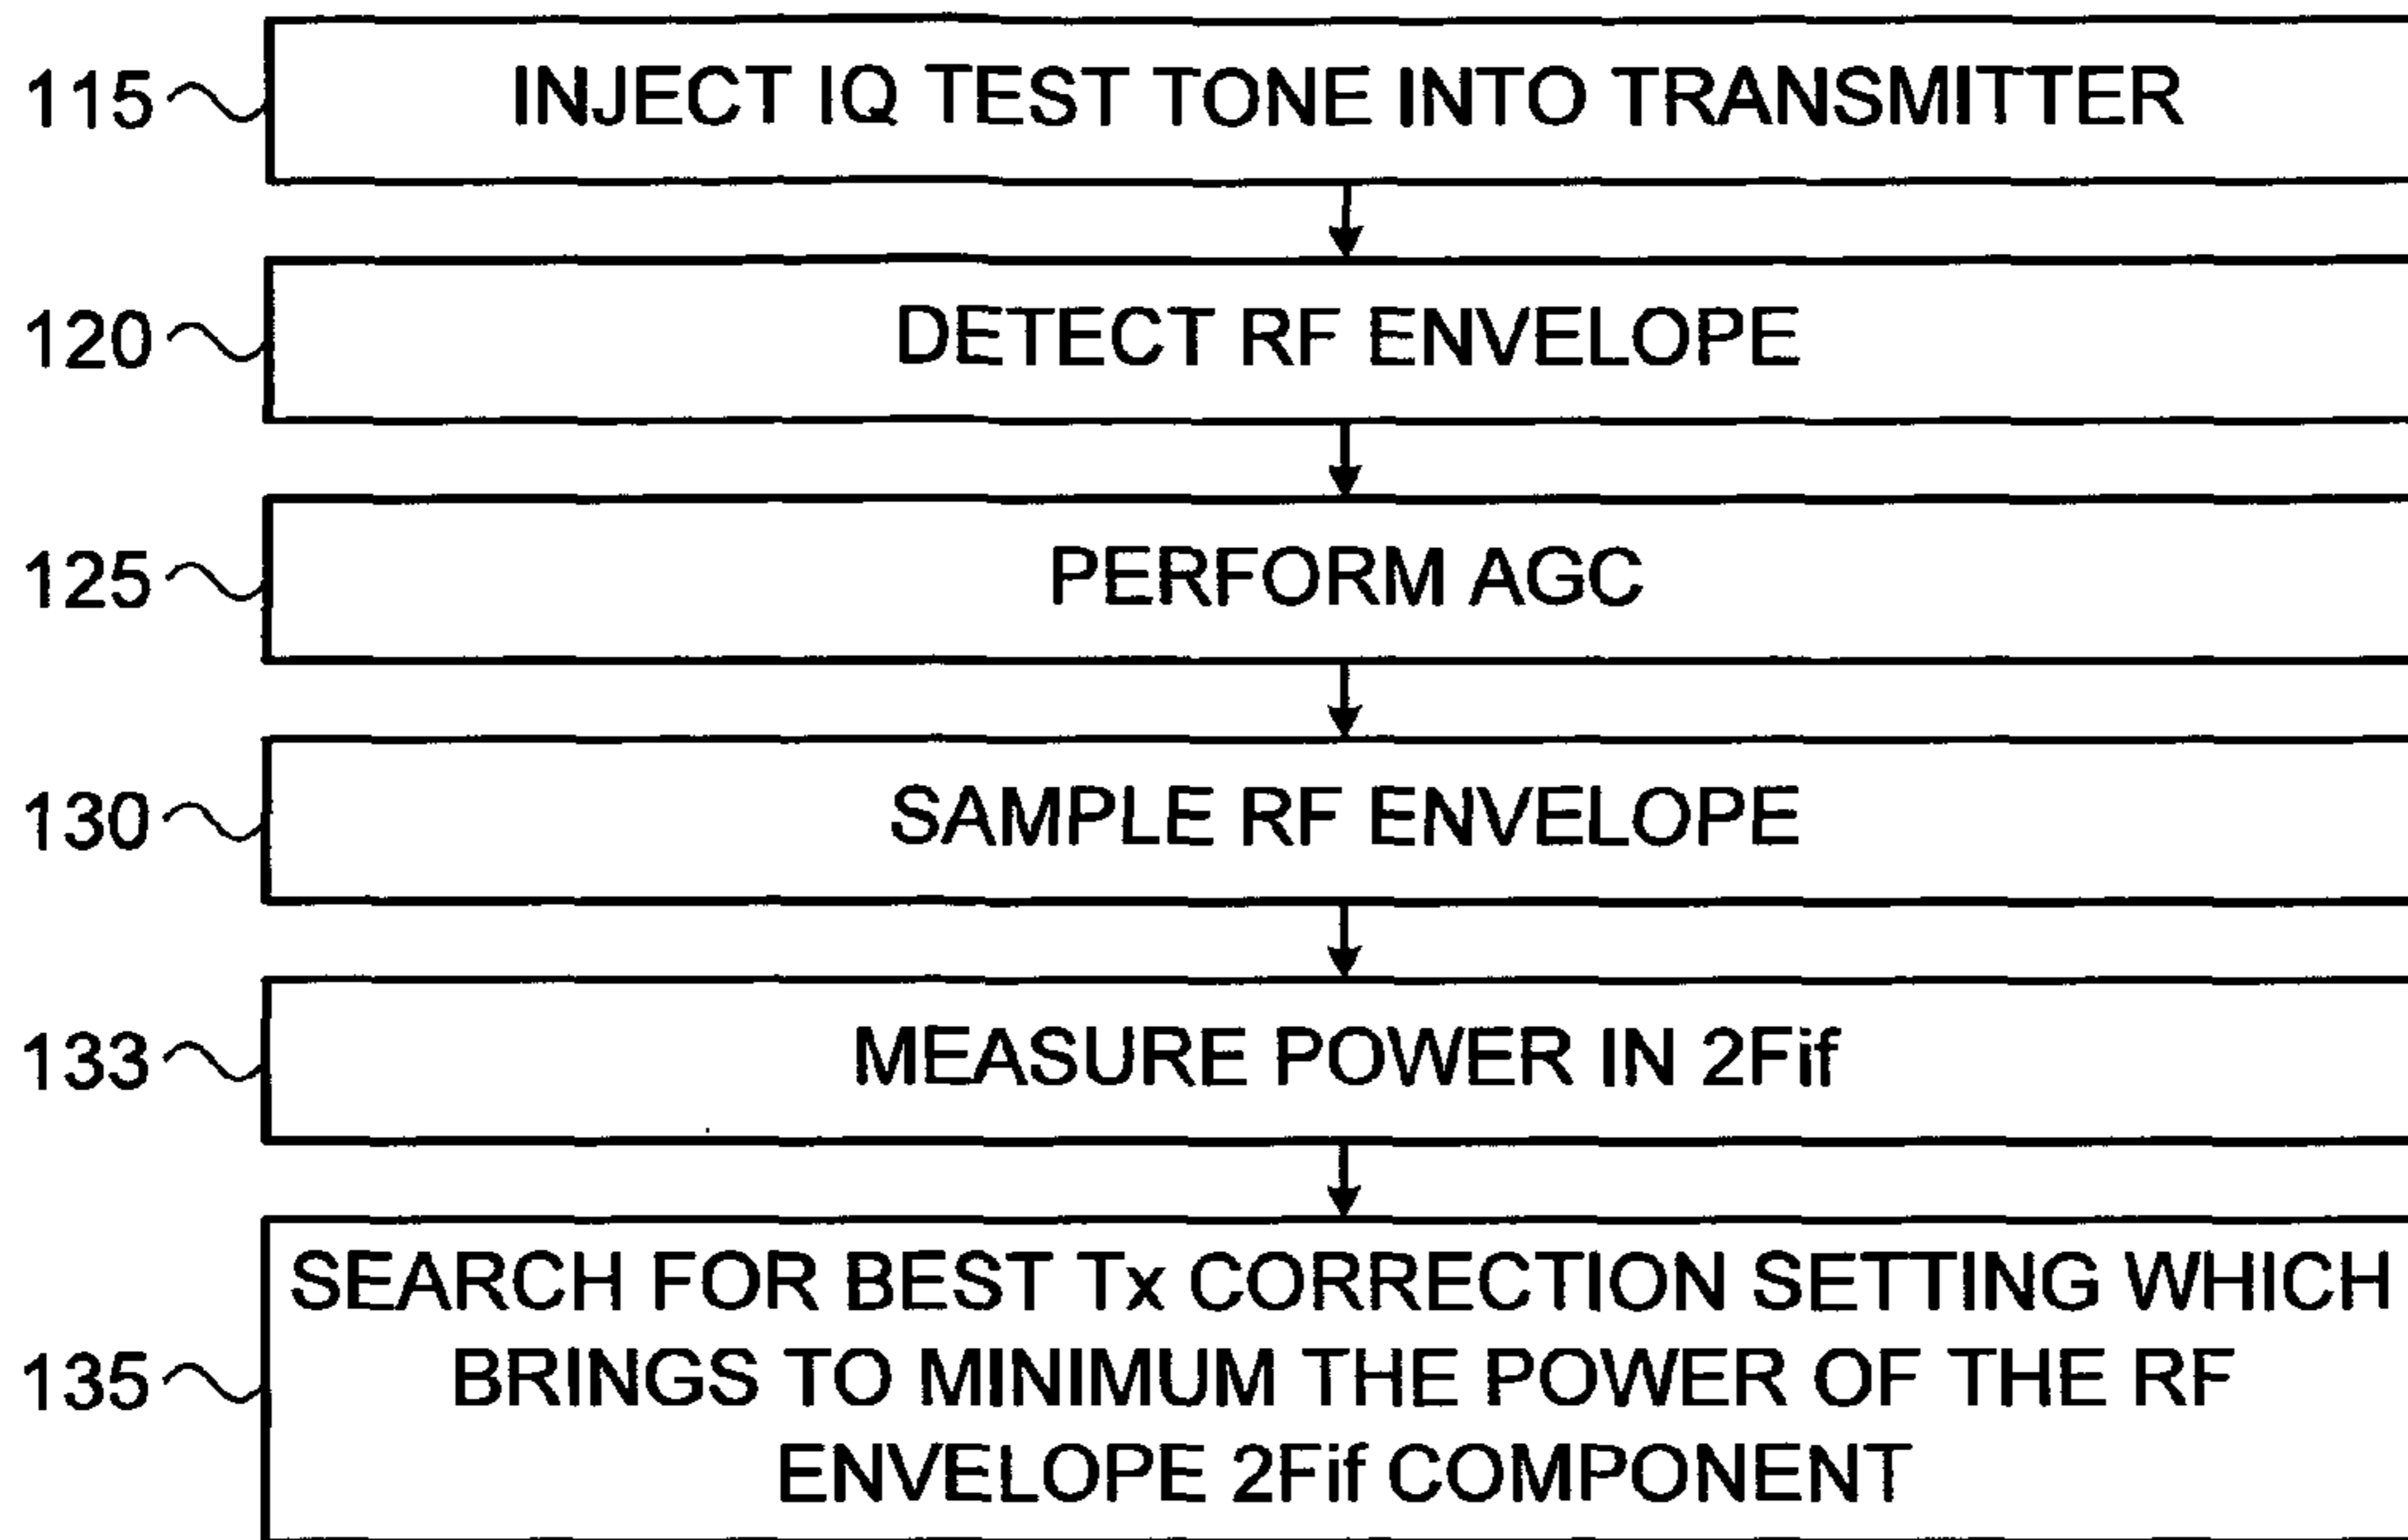 115 INJECT IQ TEST TONE INTO TRANSMITTER
120 DETECT RF ENVELOPE
125 PERFORM AGC
130 SAMPLE RF ENVELOPE
133 MEASURE POWER IN 2Fif
135 SEARCH FOR BEST Tx CORRECTION SETTING WHICH
BRINGS TO MINIMUM THE POWER OF THE RF
ENVELOPE 2Fif COMPONENT